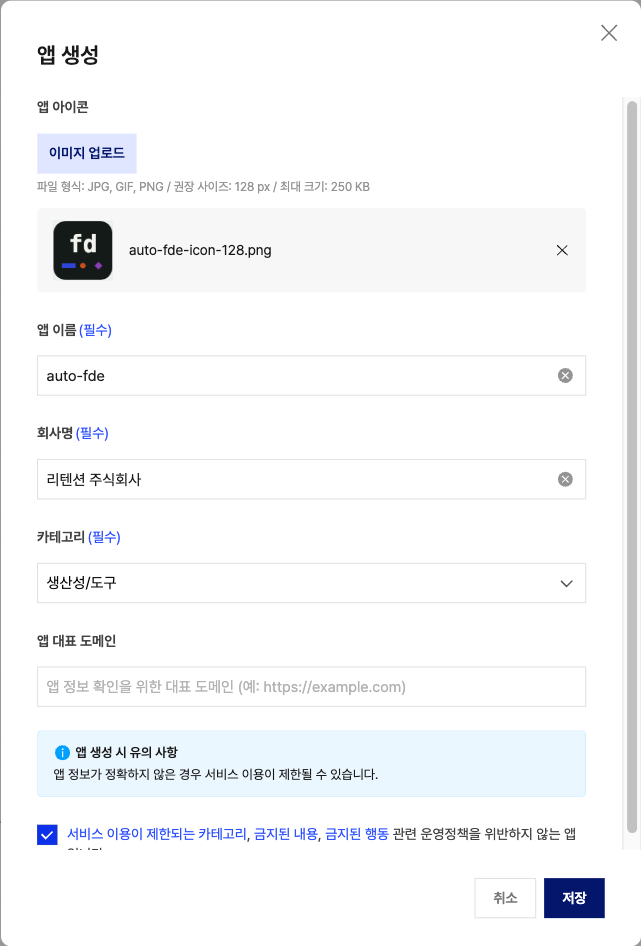 앱 생성
앱 아이콘
이미지 업로드
파일 형식: JPG, GIF, PNG / 권장 사이즈: 128 px / 최대 크기: 250 KB
fd
auto-fde-icon-128.png
앱 이름 (필수)
auto-fde
회사명 (필수)
리텐션 주식회사
카테고리 (필수)
생산성/도구
앱 대표 도메인
앱 정보 확인을 위한 대표 도메인 (예: https://example.com)
앱 생성 시 유의 사항
앱 정보가 정확하지 않은 경우 서비스 이용이 제한될 수 있습니다.
서비스 이용이 제한되는 카테고리, 금지된 내용, 금지된 행동 관련 운영정책을 위반하지 않는 앱
취소
저장